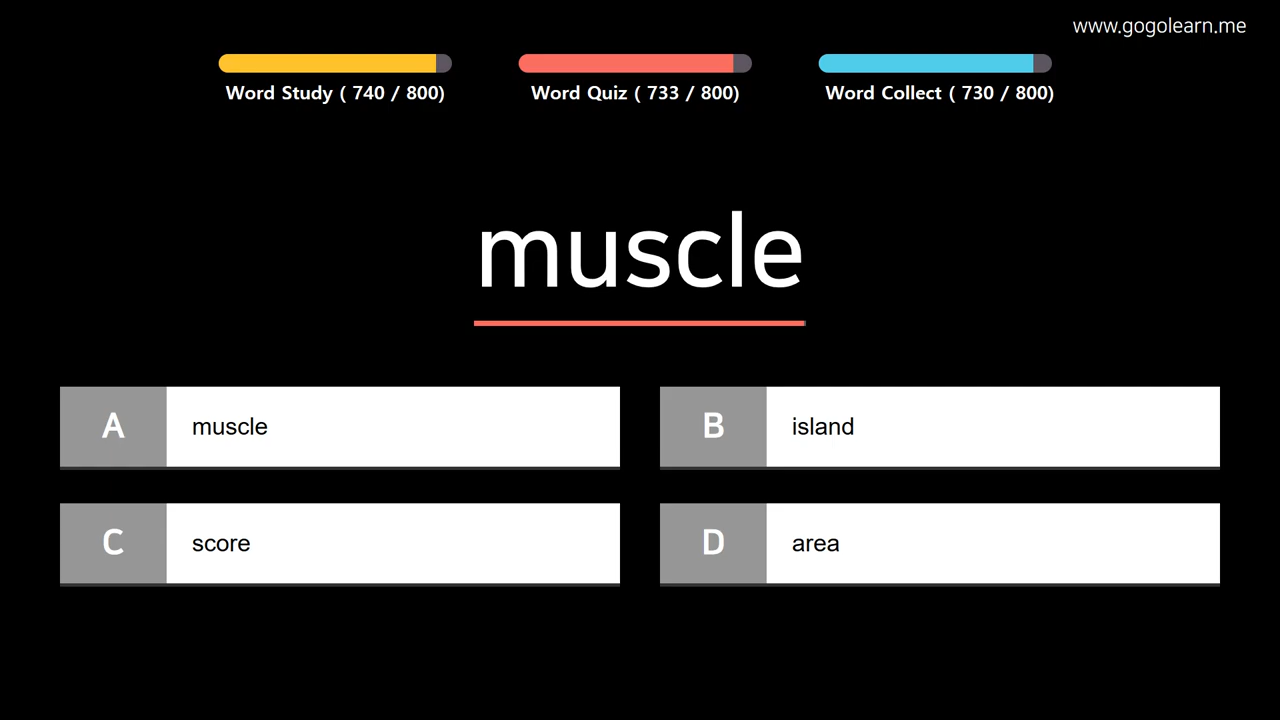 www.gogolearn.me
Word Study ( 740 / 800)
Word Quiz ( 733 / 800)
Word Collect ( 730 / 800)
muscle
A muscle
B island
C score
D area